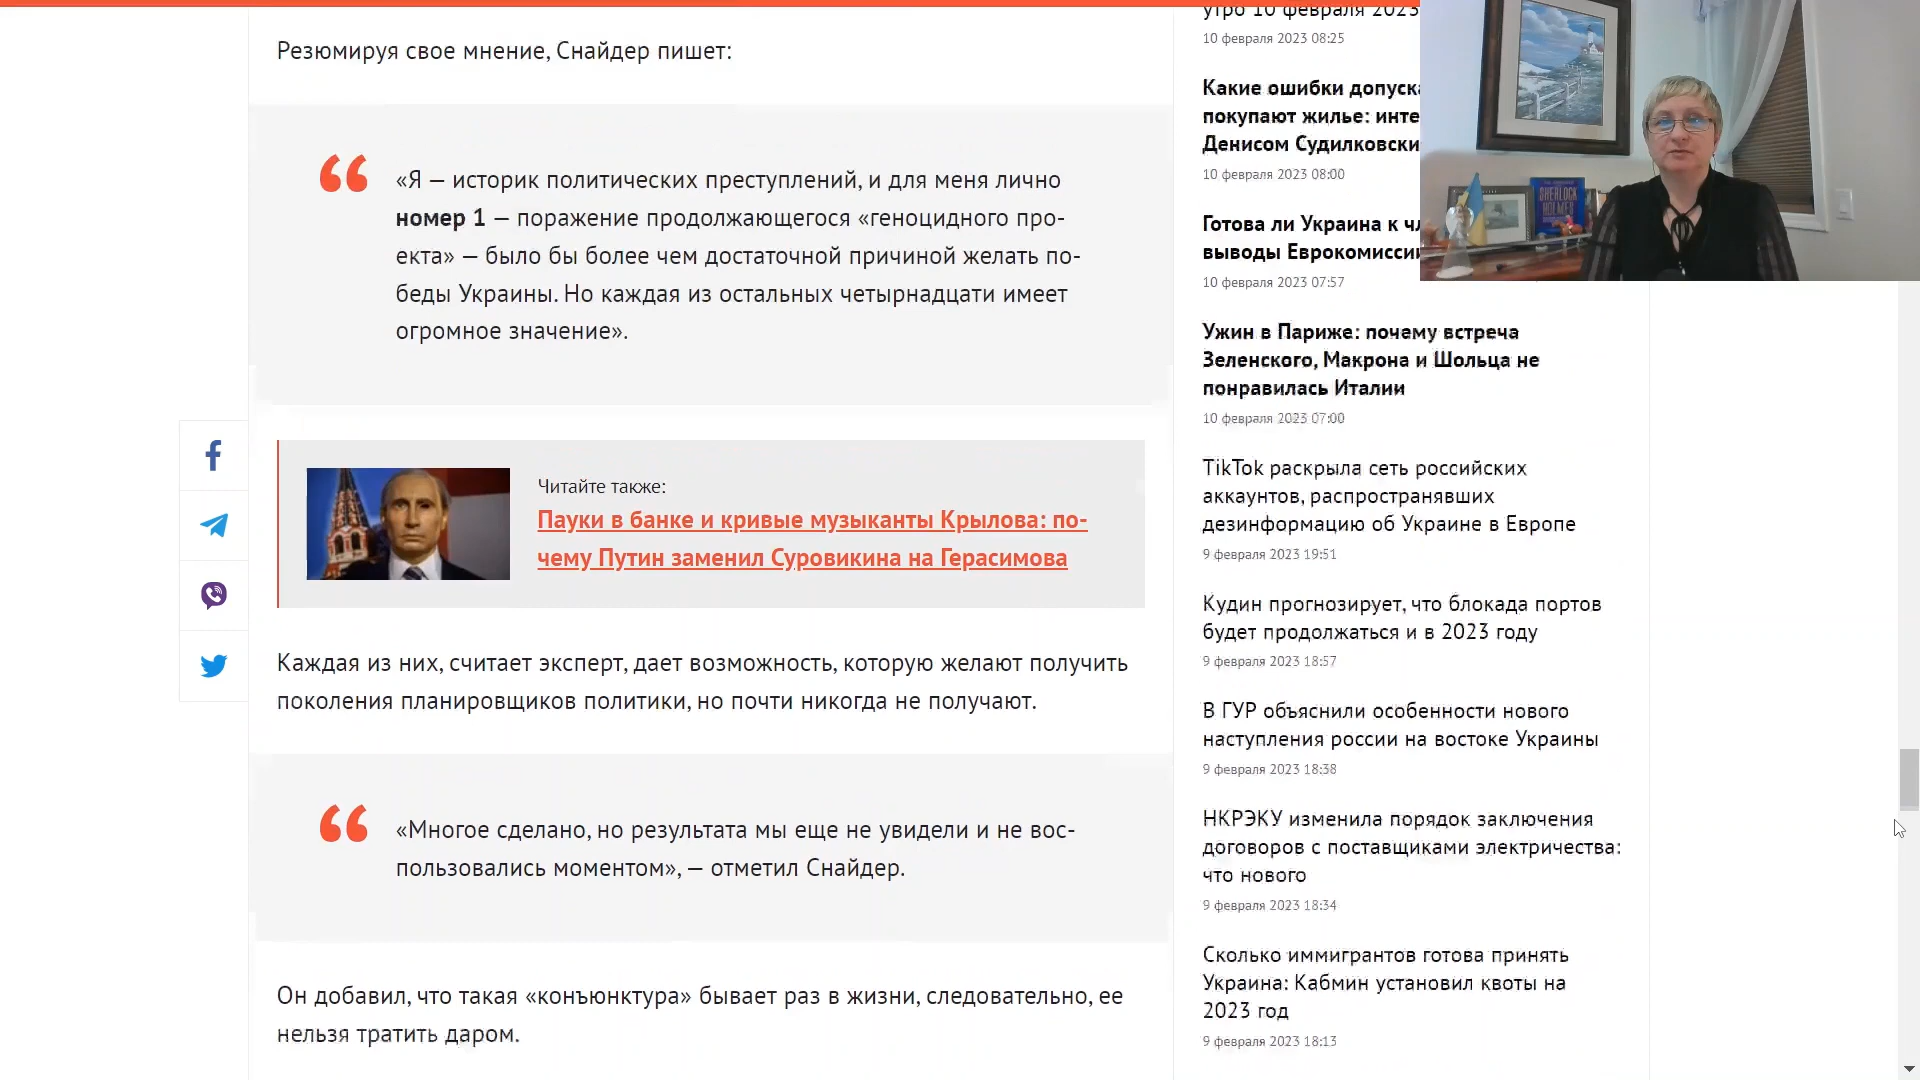 Резюмируя свое мнение, Снайдер пишет:
«Я — историк политических преступлений, и для меня лично
номер 1 — поражение продолжающегося «геноцидного про-
екта» — было бы более чем достаточной причиной желать по-
беды Украины. Но каждая из остальных четырнадцати имеет
огромное значение».
Читайте также:
Пауки в банке и кривые музыканты Крылова: по-
чему Путин заменил Суровикина на Герасимова
Каждая из них, считает эксперт, дает возможность, которую желают получить
поколения планировщиков политики, но почти никогда не получают.
«Многое сделано, но результата мы еще не увидели и не вос-
пользовались моментом», — отметил Снайдер.
Он добавил, что такая «конъюнктура» бывает раз в жизни, следовательно, ее
нельзя тратить даром.
утро 10 февраля 2023
10 февраля 2023 08:25
Какие ошибки допуска
покупают жилье: инте
Денисом Судилковски
10 февраля 2023 08:00
Готова ли Украина к чл
выводы Еврокомиссии
10 февраля 2023 07:57
Ужин в Париже: почему встреча
Зеленского, Макрона и Шольца не
понравилась Италии
10 февраля 2023 07:00
TikTok раскрыла сеть российских
аккаунтов, распространявших
дезинформацию об Украине в Европе
9 февраля 2023 19:51
Кудин прогнозирует, что блокада портов
будет продолжаться и в 2023 году
9 февраля 2023 18:57
В ГУР объяснили особенности нового
наступления россии на востоке Украины
9 февраля 2023 18:38
НКРЭКУ изменила порядок заключения
договоров с поставщиками электричества:
что нового
9 февраля 2023 18:34
Сколько иммигрантов готова принять
Украина: Кабмин установил квоты на
2023 год
9 февраля 2023 18:13
SHERLOCK
HOLMES